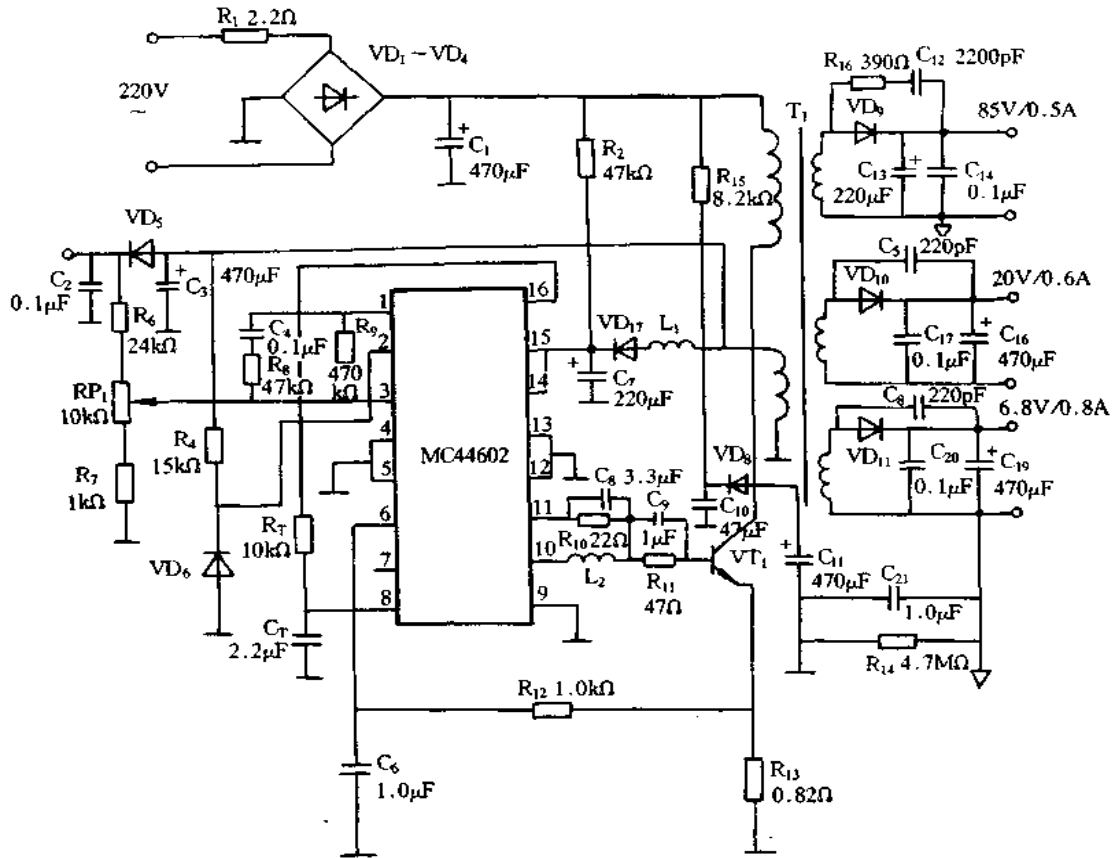 R₁ 2.2Ω
VD₁ ~ VD₄
220V
~
+
C₁
470μF
R₂
47kΩ
R₁₅
8.2kΩ
T₁
R₁₆ 390Ω
C₁₂ 2200pF
VD₉
85V/0.5A
C₁₃
+
220μF
C₁₄
0.1μF
VD₅
C₂
0.1μF
+
C₃
470μF
R₆
24kΩ
RP₁
10kΩ
R₇
1kΩ
R₄
15kΩ
VD₆
C₄
0.1μF
R₈
47kΩ
R₉
470
kΩ
1
2
3
4
5
6
7
8
MC44602
16
15
14
13
12
11
10
9
VD₁₇
L₁
+
C₇
220μF
C₅
220pF
VD₁₀
20V/0.6A
C₁₇
0.1μF
+
C₁₆
470μF
C₈
220pF
6.8V/0.8A
VD₁₁
C₂₀
0.1μF
+
C₁₉
470μF
VD₈
C₁₀
47μF
C₈ 3.3μF
C₉
1μF
R₁₀ 22Ω
L₂
R₁₁
47Ω
VT₁
+
C₁₁
470μF
C₂₁
1.0μF
R₁₄ 4.7MΩ
R_T
10kΩ
C_T
2.2μF
R₁₂ 1.0kΩ
C₆
1.0μF
R₁₃
0.82Ω